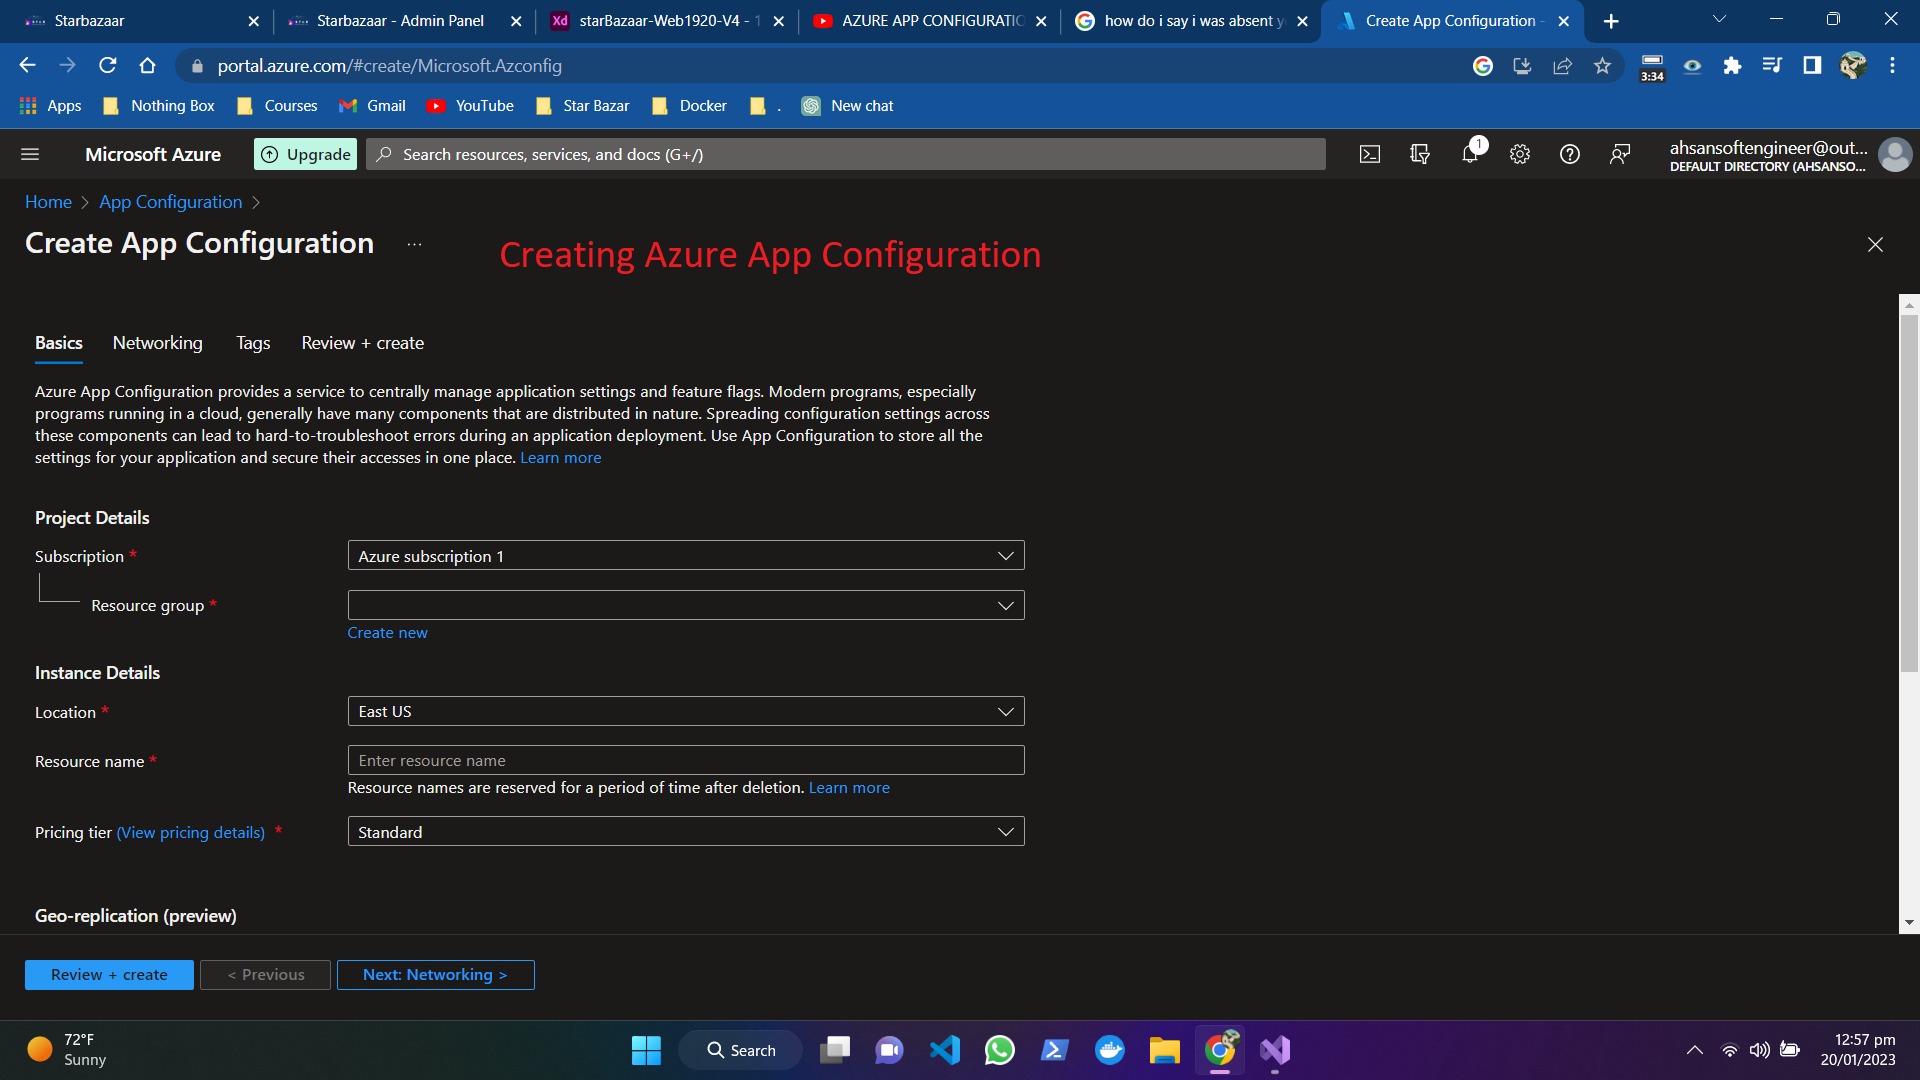 Starbazaar
Starbazaar - Admin Panel
Xd
starBazaar-Web1920-V4 - 1
AZURE APP CONFIGURATIO
how do i say i was absent y
Create App Configuration -
portal.azure.com/#create/Microsoft.Azconfig
3:34
Apps
Nothing Box
Courses
Gmail
YouTube
Star Bazar
Docker
.
New chat
Microsoft Azure
Upgrade
Search resources, services, and docs (G+/)
1
ahsansoftengineer@out...
DEFAULT DIRECTORY (AHSANSO...
Home > App Configuration >
Create App Configuration ...
Creating Azure App Configuration
Basics
Networking
Tags
Review + create
Azure App Configuration provides a service to centrally manage application settings and feature flags. Modern programs, especially
programs running in a cloud, generally have many components that are distributed in nature. Spreading configuration settings across
these components can lead to hard-to-troubleshoot errors during an application deployment. Use App Configuration to store all the
settings for your application and secure their accesses in one place. Learn more
Project Details
Subscription *
Azure subscription 1
Resource group *
Create new
Instance Details
Location *
East US
Resource name *
Enter resource name
Resource names are reserved for a period of time after deletion. Learn more
Pricing tier (View pricing details) *
Standard
Geo-replication (preview)
Review + create
< Previous
Next: Networking >
72°F
Sunny
Search
12:57 pm
20/01/2023